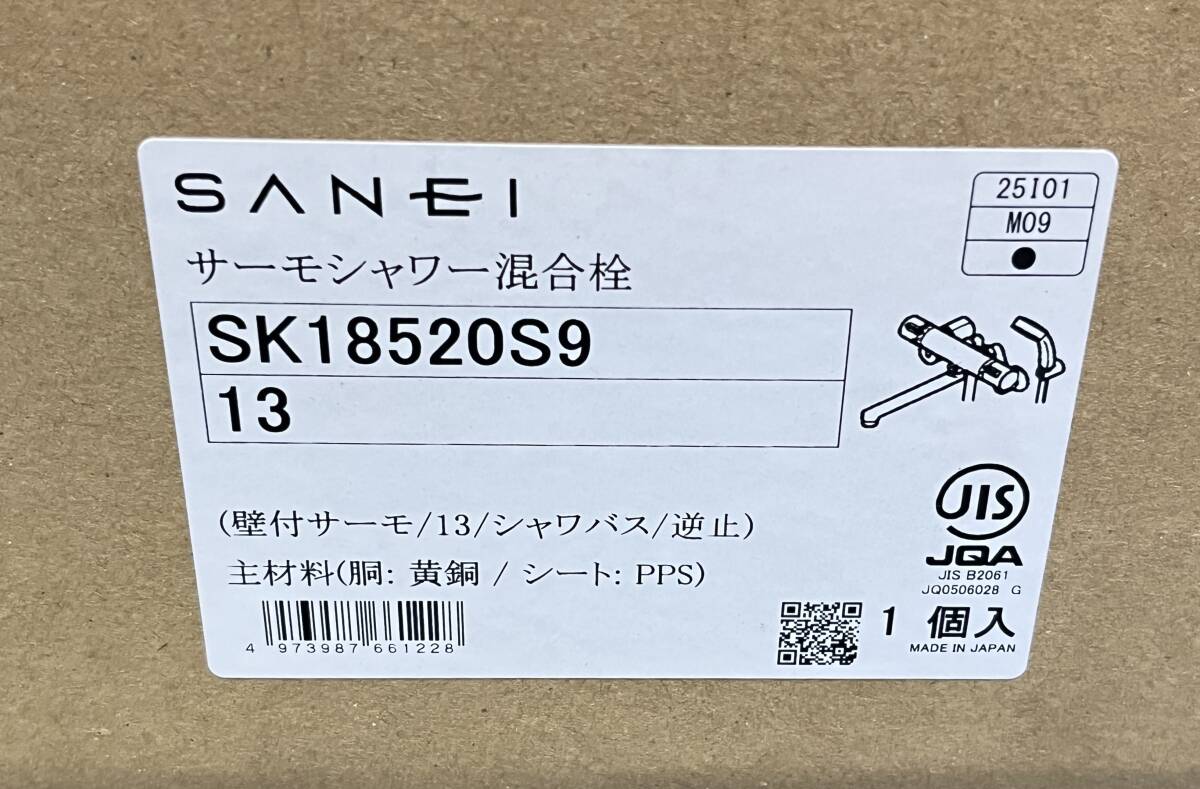 SANEI
25I01
M09
サーモシャワー混合栓
SK18520S9
13
(壁付サーモ/13/シャワバス/逆止)
主材料(胴: 黄銅 / シート: PPS)
JIS
JQA
JIS B2061
JQ0506028 G
4 973987 661228
1 個入
MADE IN JAPAN